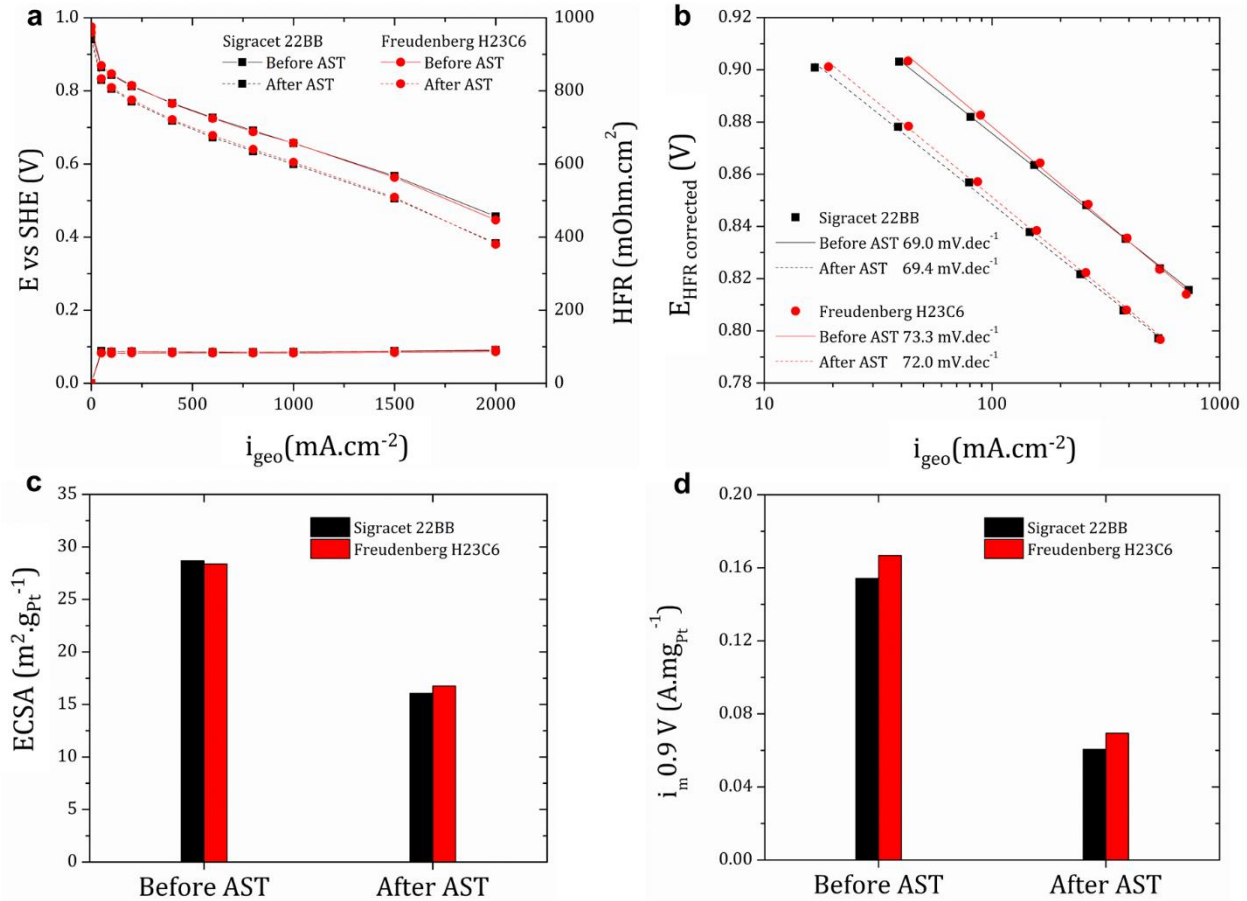 a
E vs SHE (V)
1.0
0.8
0.6
0.4
0.2
0.0
Sigracet 22BB
Before AST
After AST
Freudenberg H23C6
Before AST
After AST
1000
800
600
400
200
0
HFR (mOhm.cm²)
0 500 1000 1500 2000
i_geo(mA.cm⁻²)
b
E_HFR corrected (V)
0.92
0.90
0.88
0.86
0.84
0.82
0.80
0.78
Sigracet 22BB
Before AST 69.0 mV.dec⁻¹
After AST 69.4 mV.dec⁻¹
Freudenberg H23C6
Before AST 73.3 mV.dec⁻¹
After AST 72.0 mV.dec⁻¹
10 100 1000
i_geo(mA.cm⁻²)
c
ECSA (m².g_Pt⁻¹)
35
30
25
20
15
10
5
0
Sigracet 22BB
Freudenberg H23C6
Before AST After AST
d
i_m 0.9 V (A.mg_Pt⁻¹)
0.20
0.16
0.12
0.08
0.04
0.00
Sigracet 22BB
Freudenberg H23C6
Before AST After AST